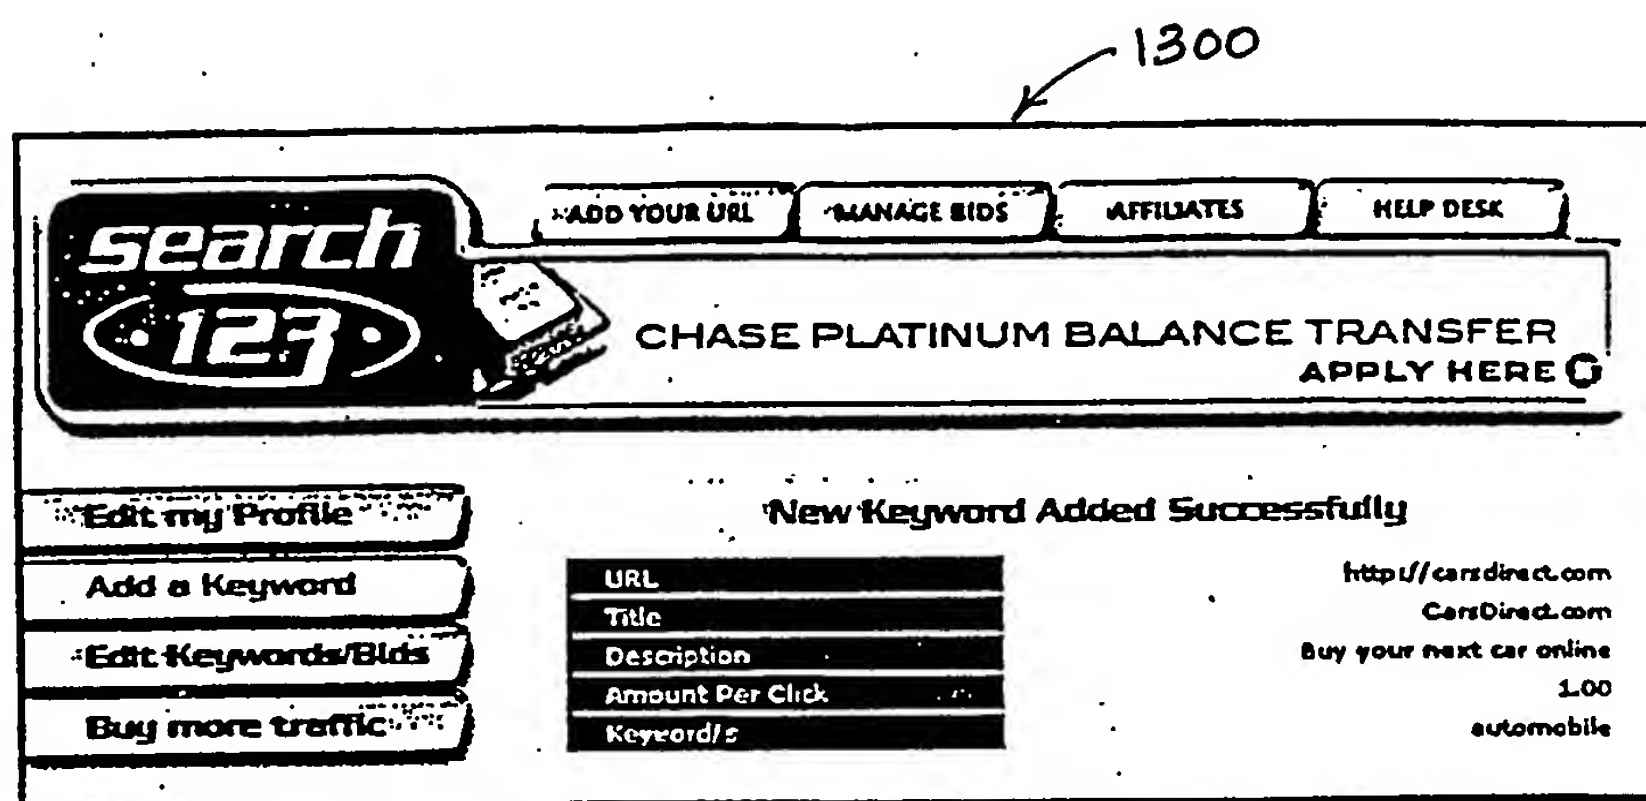 1300
search
123
ADD YOUR URL MANAGE BIDS AFFILIATES HELP DESK
CHASE PLATINUM BALANCE TRANSFER
APPLY HERE
Edit my Profile
Add a Keyword
Edit Keywords/Bids
Buy more traffic
New Keyword Added Successfully
URL http://carsdirect.com
Title CarsDirect.com
Description Buy your next car online
Amount Per Click 1.00
Keyword/s automobile